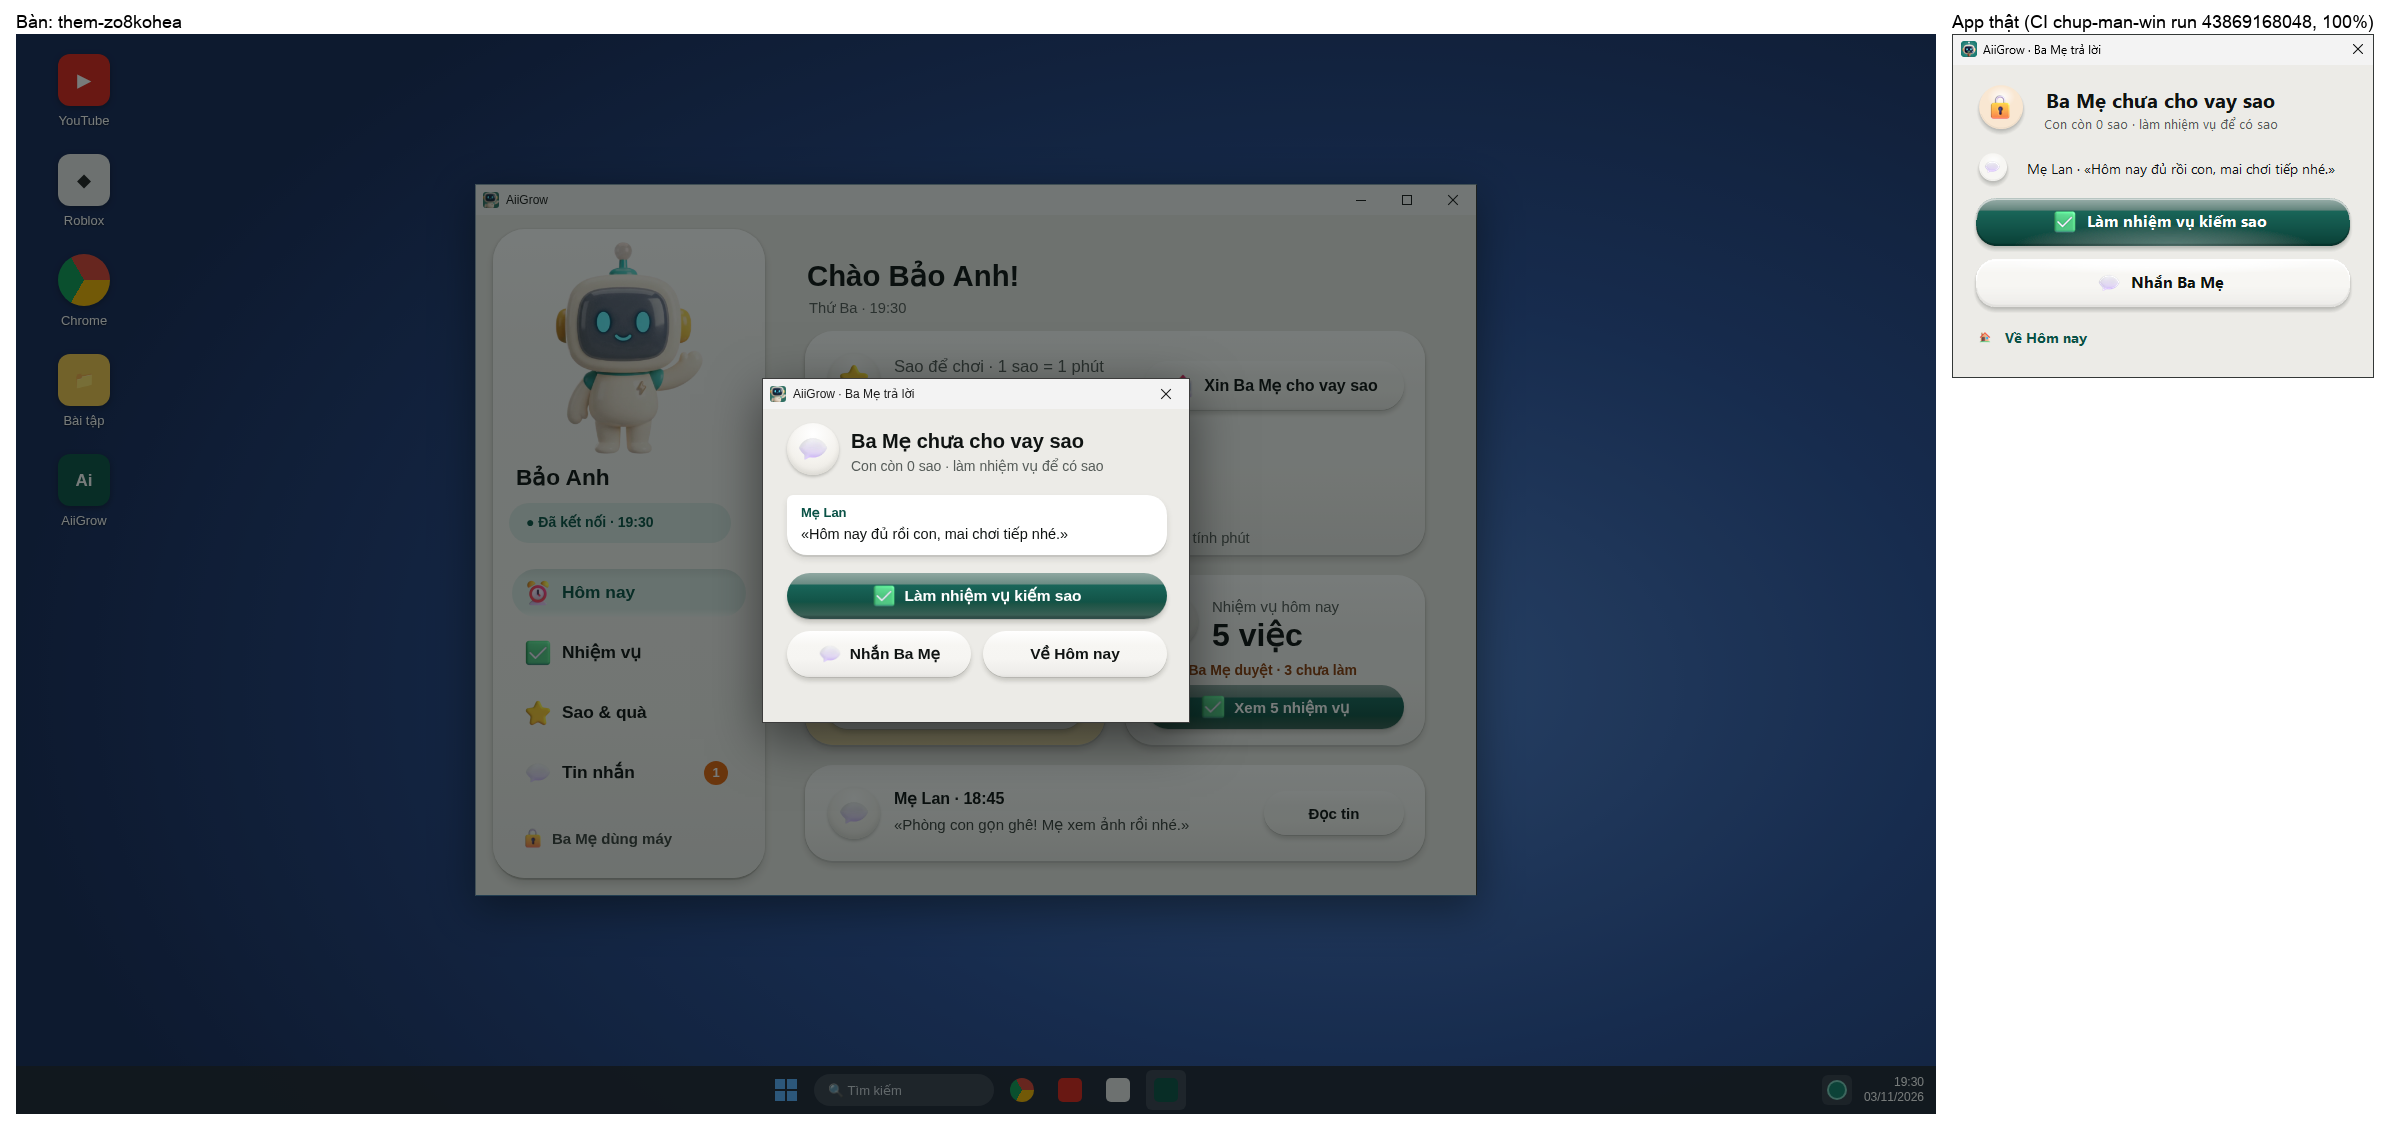 Bàn: them-zo8kohea
YouTube
Roblox
Chrome
Bài tập
Ai
AiiGrow
AiiGrow
Bảo Anh
● Đã kết nối · 19:30
Hôm nay
Nhiệm vụ
Sao & quà
Tin nhắn
1
Ba Mẹ dùng máy
Chào Bảo Anh!
Thứ Ba · 19:30
Sao để chơi · 1 sao = 1 phút
Xin Ba Mẹ cho vay sao
tính phút
Nhiệm vụ hôm nay
5 việc
Ba Mẹ duyệt · 3 chưa làm
Xem 5 nhiệm vụ
Mẹ Lan · 18:45
«Phòng con gọn ghê! Mẹ xem ảnh rồi nhé.»
Đọc tin
AiiGrow · Ba Mẹ trả lời
Ba Mẹ chưa cho vay sao
Con còn 0 sao · làm nhiệm vụ để có sao
Mẹ Lan
«Hôm nay đủ rồi con, mai chơi tiếp nhé.»
Làm nhiệm vụ kiếm sao
Nhắn Ba Mẹ
Về Hôm nay
Tìm kiếm
19:30
03/11/2026
App thật (CI chup-man-win run 43869168048, 100%)
AiiGrow · Ba Mẹ trả lời
Ba Mẹ chưa cho vay sao
Con còn 0 sao · làm nhiệm vụ để có sao
Mẹ Lan · «Hôm nay đủ rồi con, mai chơi tiếp nhé.»
Làm nhiệm vụ kiếm sao
Nhắn Ba Mẹ
Về Hôm nay